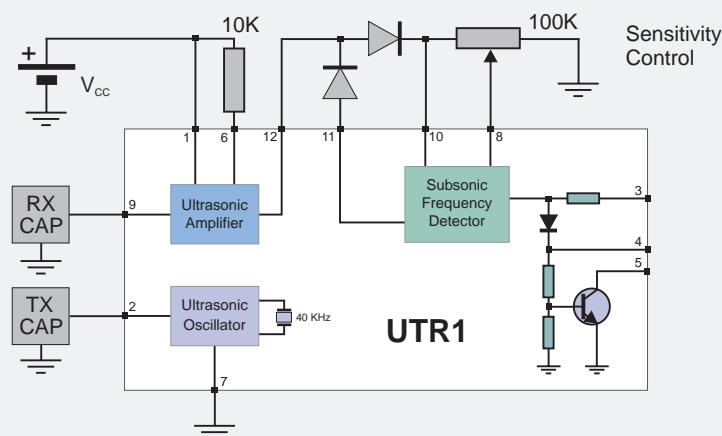 10K
100K
Sensitivity
Control
+
VCC
1
6
12
11
10
8
RX
CAP
9
Ultrasonic
Amplifier
Subsonic
Frequency
Detector
3
4
5
TX
CAP
2
Ultrasonic
Oscillator
40 KHz
UTR1
7